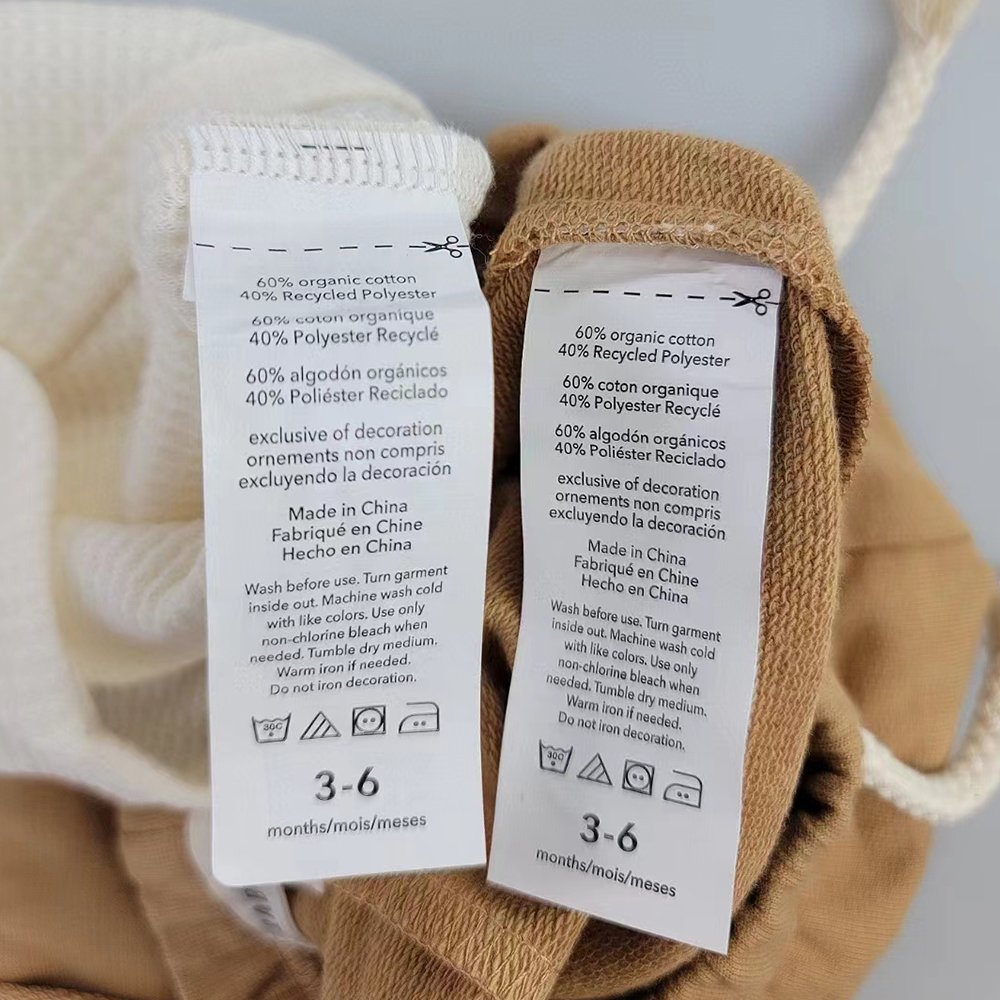 60% organic cotton
40% Recycled Polyester
60% coton organique
40% Polyester Recyclé
60% algodón orgánicos
40% Poliéster Reciclado
exclusive of decoration
ornements non compris
excluyendo la decoración
Made in China
Fabriqué en Chine
Hecho en China
Wash before use. Turn garment
inside out. Machine wash cold
with like colors. Use only
non-chlorine bleach when
needed. Tumble dry medium.
Warm iron if needed.
Do not iron decoration.
30C
3-6
months/mois/meses
60% organic cotton
40% Recycled Polyester
60% coton organique
40% Polyester Recyclé
60% algodón orgánicos
40% Poliéster Reciclado
exclusive of decoration
ornements non compris
excluyendo la decoración
Made in China
Fabriqué en Chine
Hecho en China
Wash before use. Turn garment
inside out. Machine wash cold
with like colors. Use only
non-chlorine bleach when
needed. Tumble dry medium.
Warm iron if needed.
Do not iron decoration.
30C
3-6
months/mois/meses